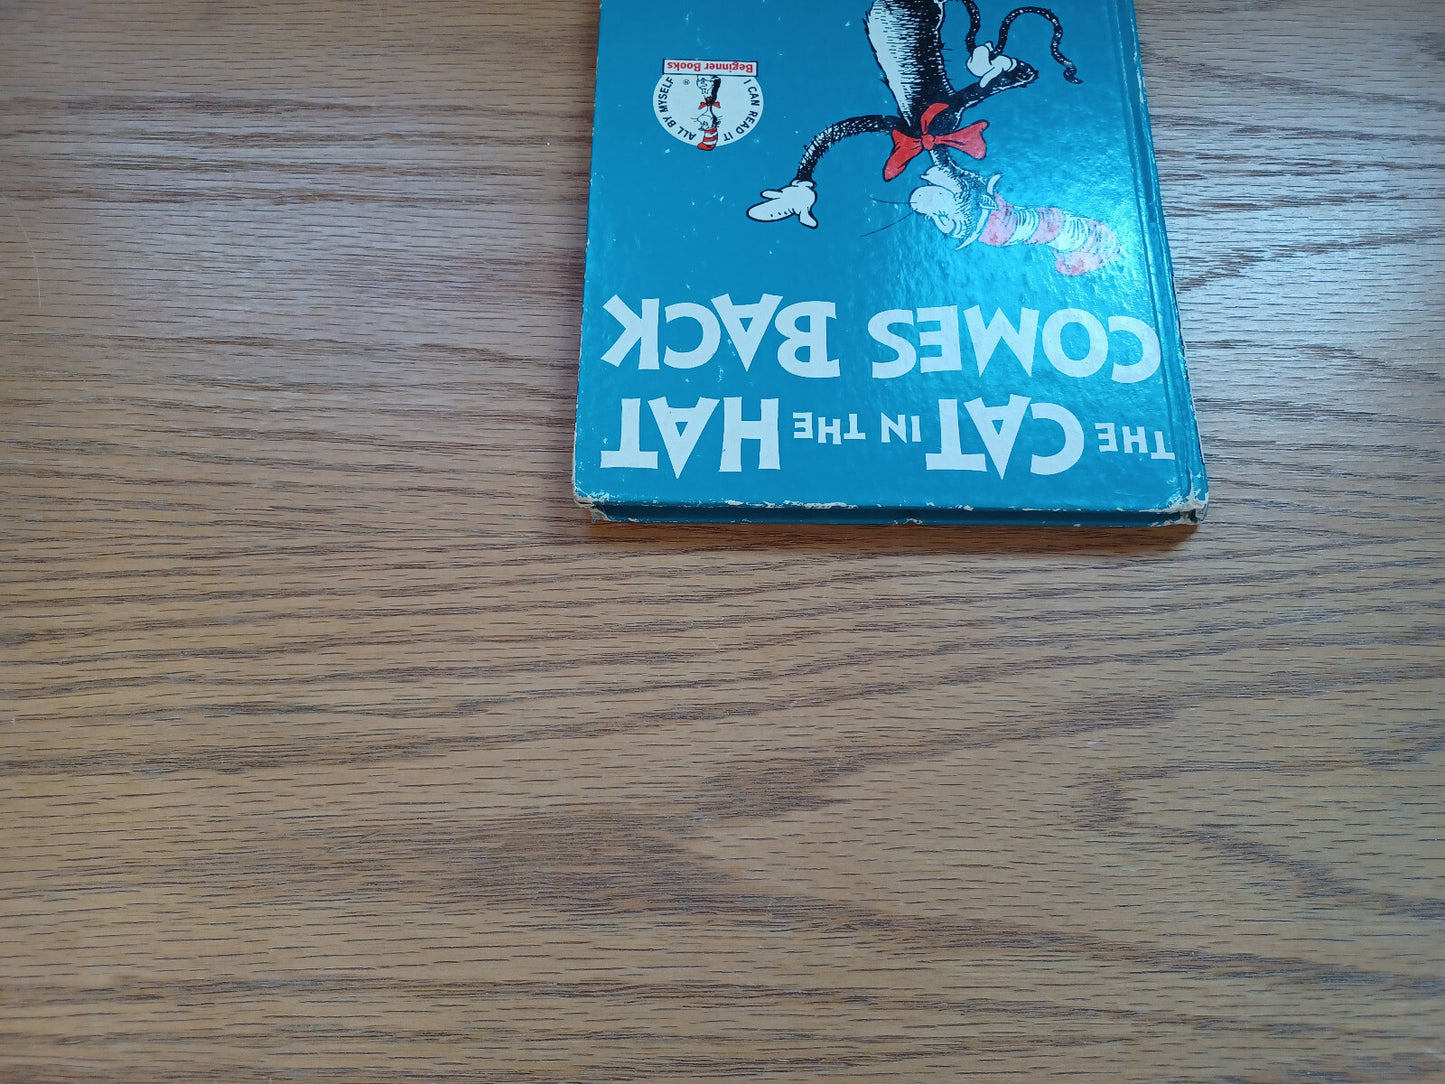 THE CAT IN THE HAT
COMES BACK
I CAN READ IT ALL BY MYSELF
®
Beginner Books